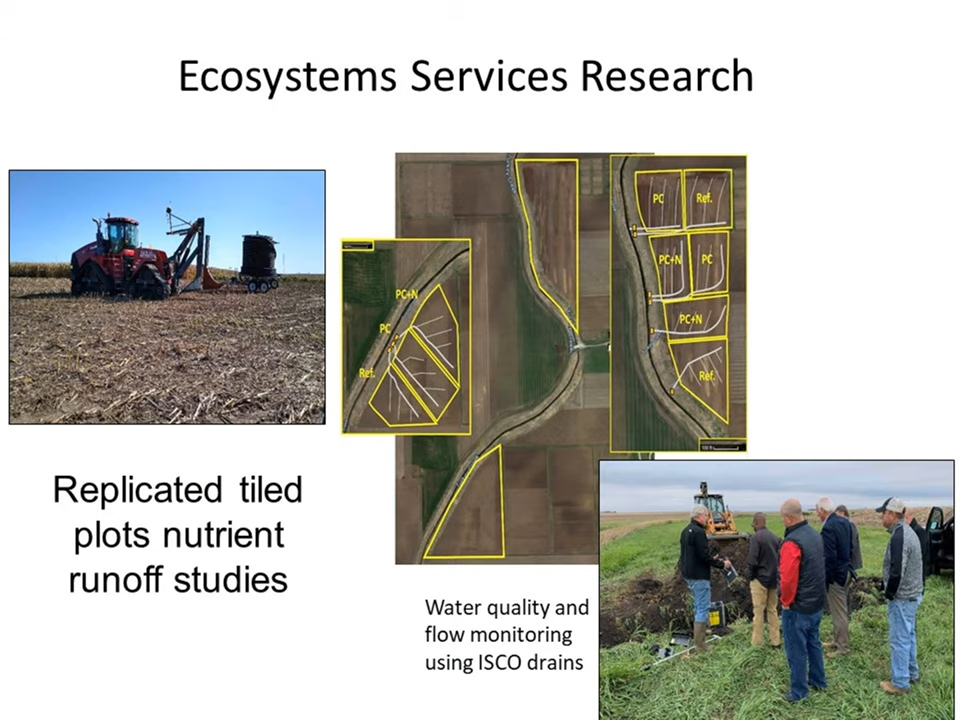 Ecosystems Services Research
PC+N
PC
Ref.
PC
Ref.
PC+N
PC
PC+N
Ref.
Replicated tiled
plots nutrient
runoff studies
Water quality and
flow monitoring
using ISCO drains